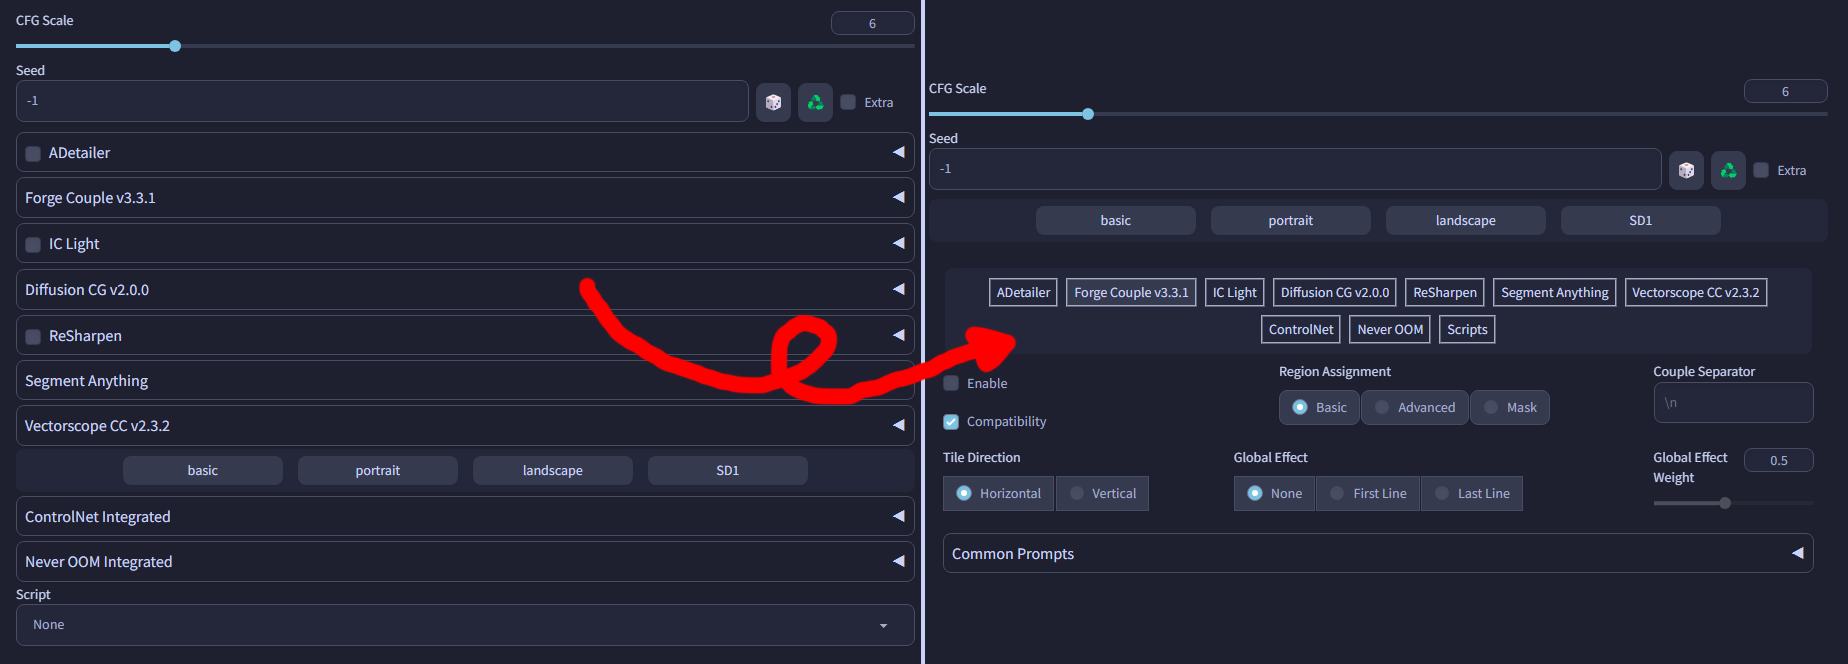 CFG Scale
6
Seed
-1
Extra
ADetailer
Forge Couple v3.3.1
IC Light
Diffusion CG v2.0.0
ReSharpen
Segment Anything
Vectorscope CC v2.3.2
basic portrait landscape SD1
ControlNet Integrated
Never OOM Integrated
Script
None
CFG Scale
6
Seed
-1
Extra
basic portrait landscape SD1
ADetailer Forge Couple v3.3.1 IC Light Diffusion CG v2.0.0 ReSharpen Segment Anything Vectorscope CC v2.3.2
ControlNet Never OOM Scripts
Enable
Compatibility
Region Assignment
Basic Advanced Mask
Couple Separator
\n
Tile Direction
Horizontal Vertical
Global Effect
None First Line Last Line
Global Effect
Weight
0.5
Common Prompts